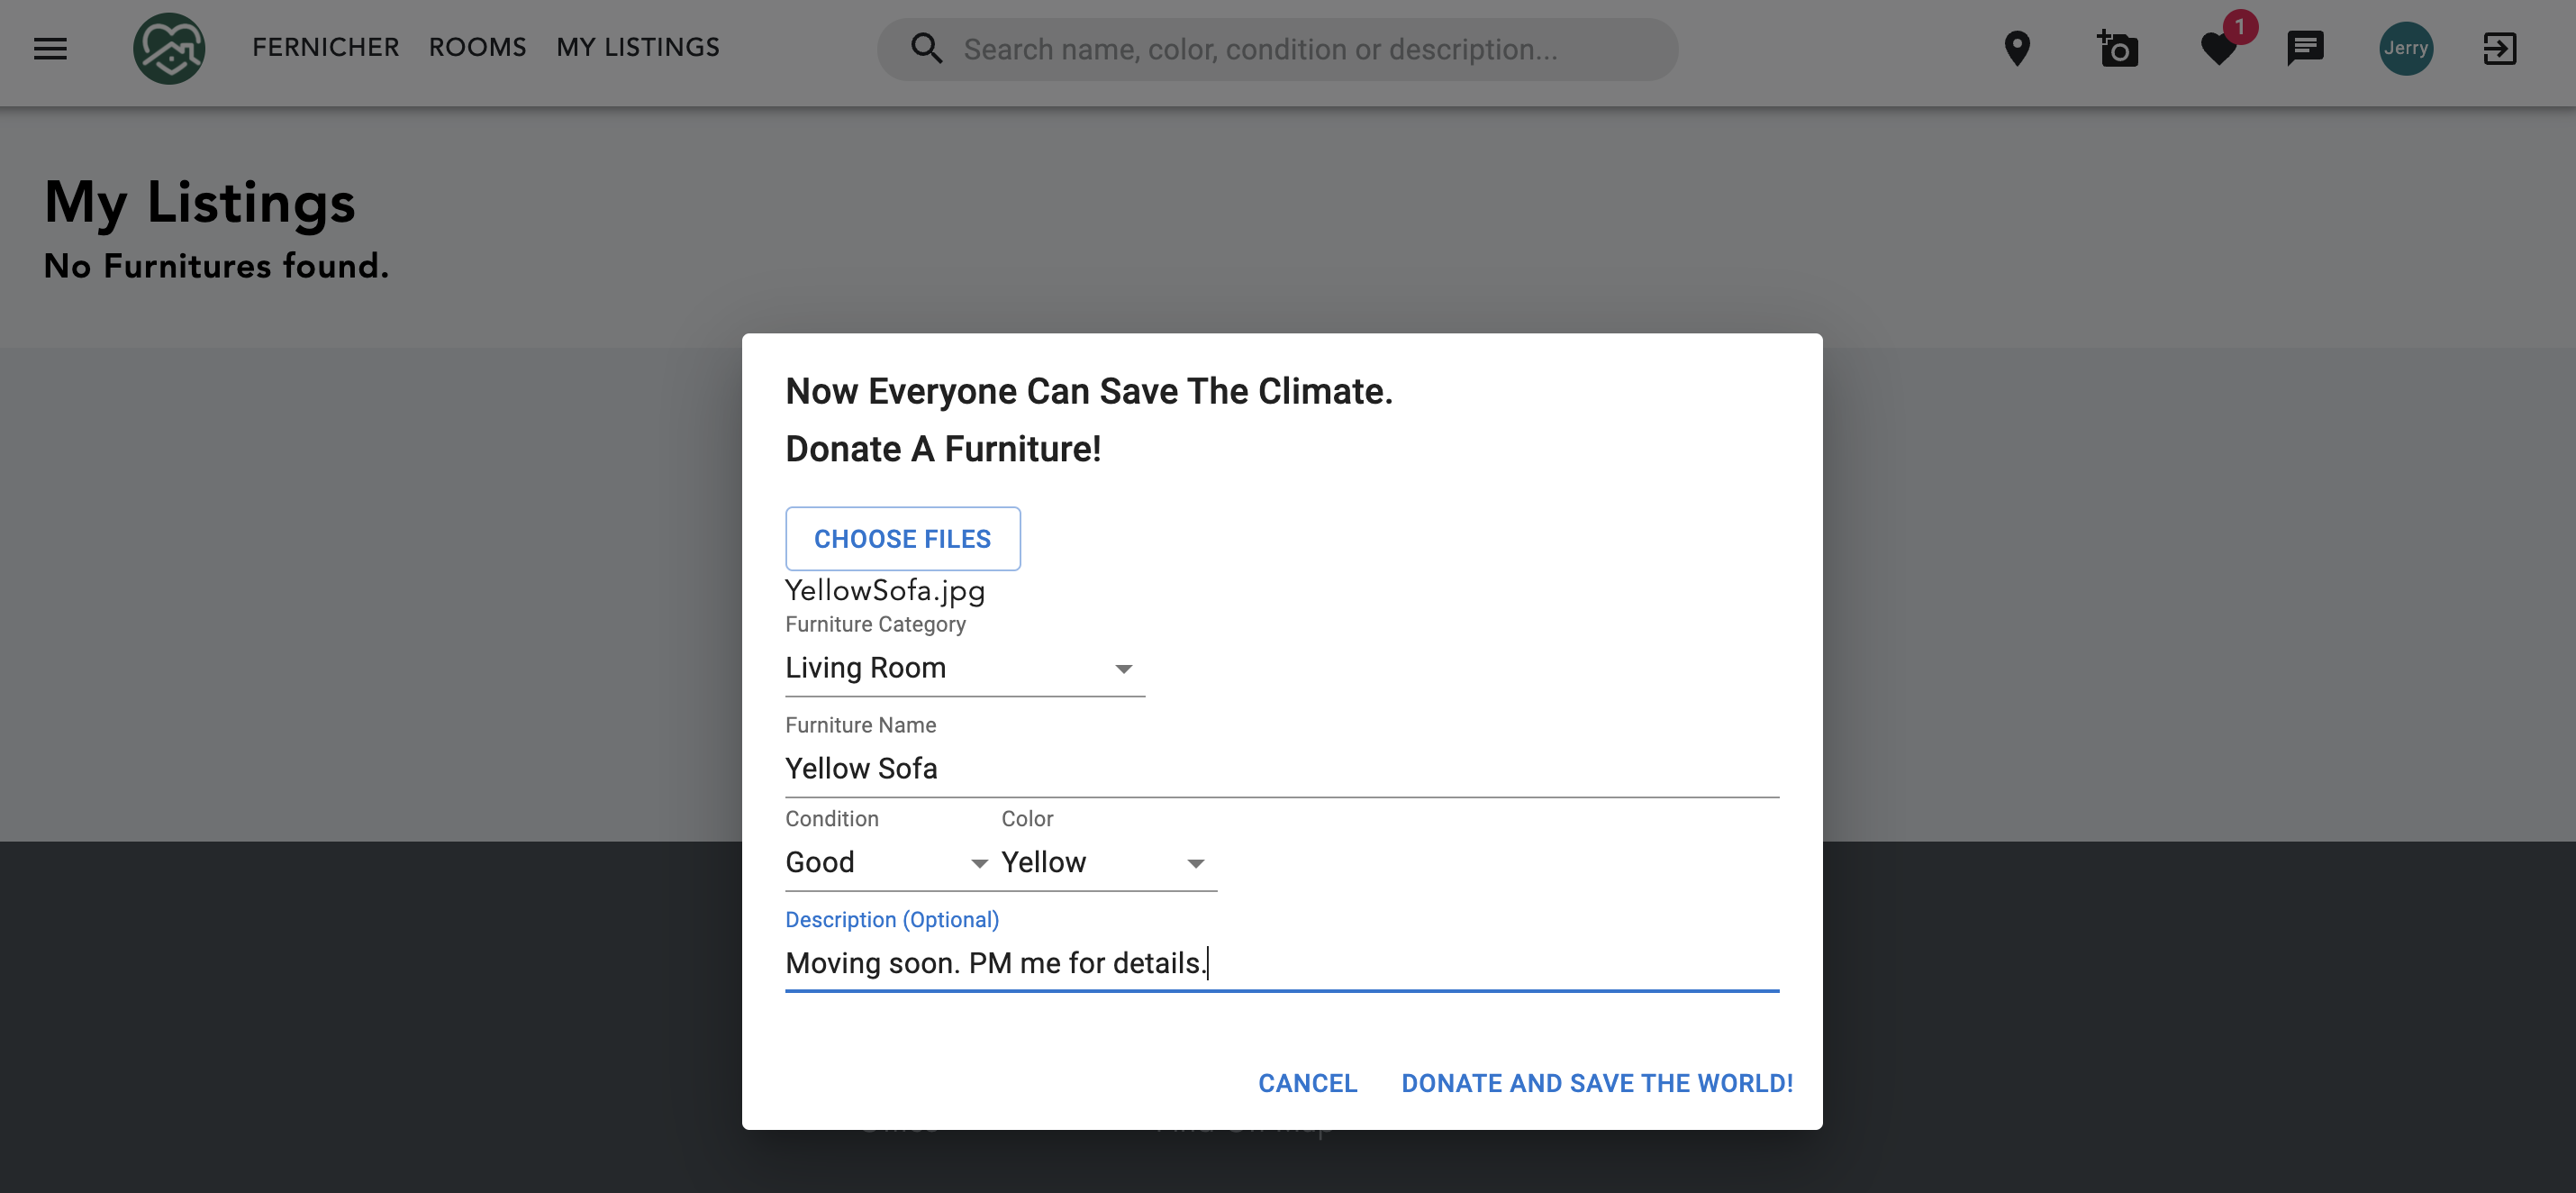 FERNICHER ROOMS MY LISTINGS Search name, color, condition or description... 1 Jerry
My Listings
No Furnitures found.
Now Everyone Can Save The Climate.
Donate A Furniture!
CHOOSE FILES
YellowSofa.jpg
Furniture Category
Living Room
Furniture Name
Yellow Sofa
Condition Color
Good Yellow
Description (Optional)
Moving soon. PM me for details.
CANCEL DONATE AND SAVE THE WORLD!